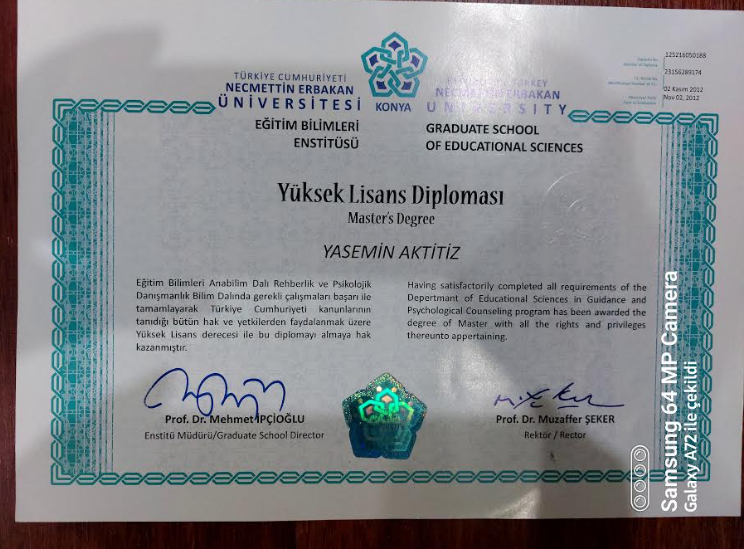 TÜRKİYE CUMHURİYETİ
NECMETTİN ERBAKAN
ÜNİVERSİTESİ
KONYA
NECMETTİN ERBAKAN
UNIVERSITY
125216050188
23156289174
02 Kasım 2012
Nov 02, 2012
EĞİTİM BİLİMLERİ
ENSTİTÜSÜ
GRADUATE SCHOOL
OF EDUCATIONAL SCIENCES
Yüksek Lisans Diploması
Master's Degree
YASEMİN AKTİTİZ
Eğitim Bilimleri Anabilim Dalı Rehberlik ve Psikolojik
Danışmanlık Bilim Dalında gerekli çalışmaları başarı ile
tamamlayarak Türkiye Cumhuriyeti kanunlarının
tanıdığı bütün hak ve yetkilerden faydalanmak üzere
Yüksek Lisans derecesi ile bu diplomayı almaya hak
kazanmıştır.
Having satisfactorily completed all requirements of the
Department of Educational Sciences in Guidance and
Psychological Counseling program has been awarded the
degree of Master with all the rights and privileges
thereunto appertaining.
Prof. Dr. Mehmet İPÇİOĞLU
Enstitü Müdürü/Graduate School Director
Prof. Dr. Muzaffer ŞEKER
Rektör / Rector
Samsung 64 MP Camera
Galaxy A72 ile çekildi